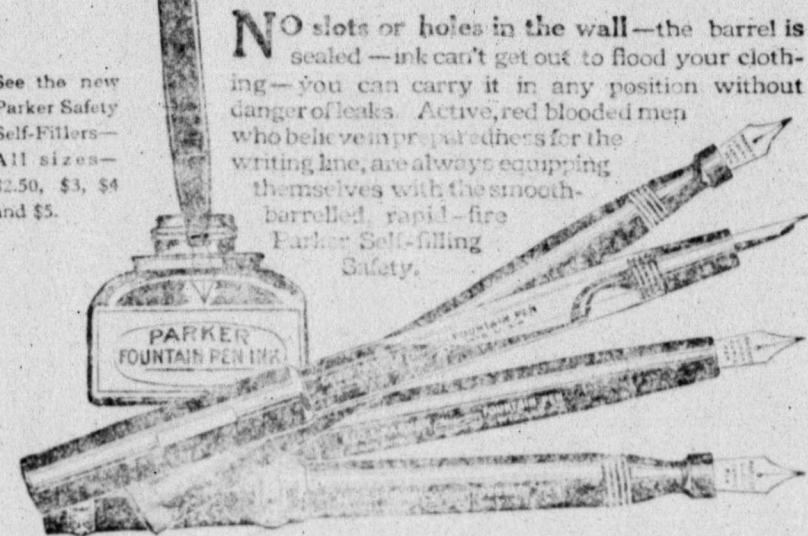 NO slots or holes in the wall—the barrel is
sealed—ink can't get out to flood your cloth-
ing—you can carry it in any position without
danger of leaks. Active, red blooded men
who believe in preparedness for the
writing line, are always equipping
themselves with the smooth-
barrelled, rapid-fire
Parker Self-filling
Safety.
See the new
Parker Safety
Self-Fillers—
All sizes—
$2.50, $3, $4
and $5.
PARKER
FOUNTAIN PEN INK
FOUNTAIN PEN